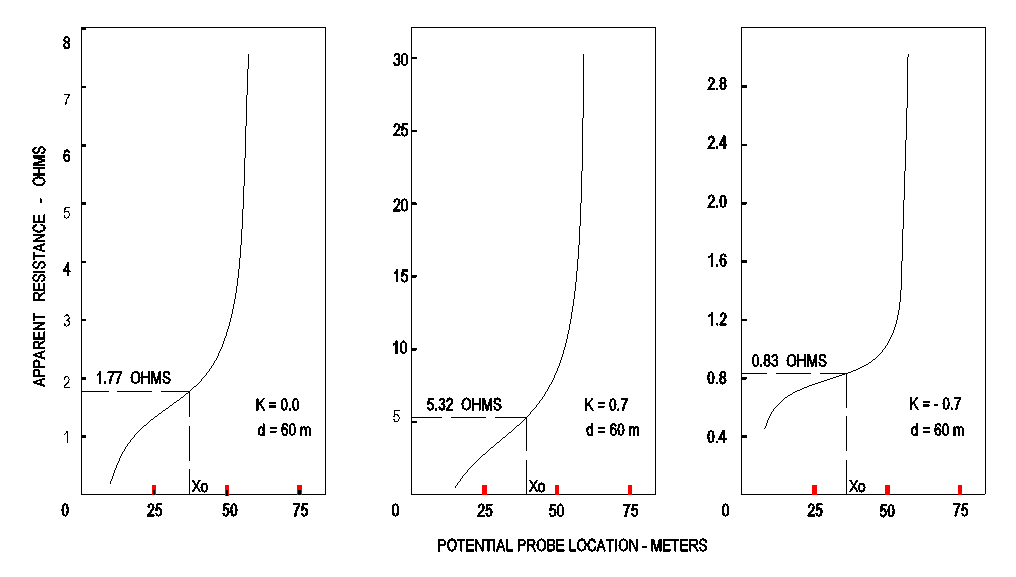 APPARENT RESISTANCE - OHMS
8
7
6
5
4
3
2
1
0
1.77 OHMS
K = 0.0
d = 60 m
Xo
25
50
75
30
25
20
15
10
5
0
5.32 OHMS
K = 0.7
d = 60 m
Xo
25
50
75
2.8
2.4
2.0
1.6
1.2
0.8
0.4
0
0.83 OHMS
K = - 0.7
d = 60 m
Xo
25
50
75
POTENTIAL PROBE LOCATION - METERS